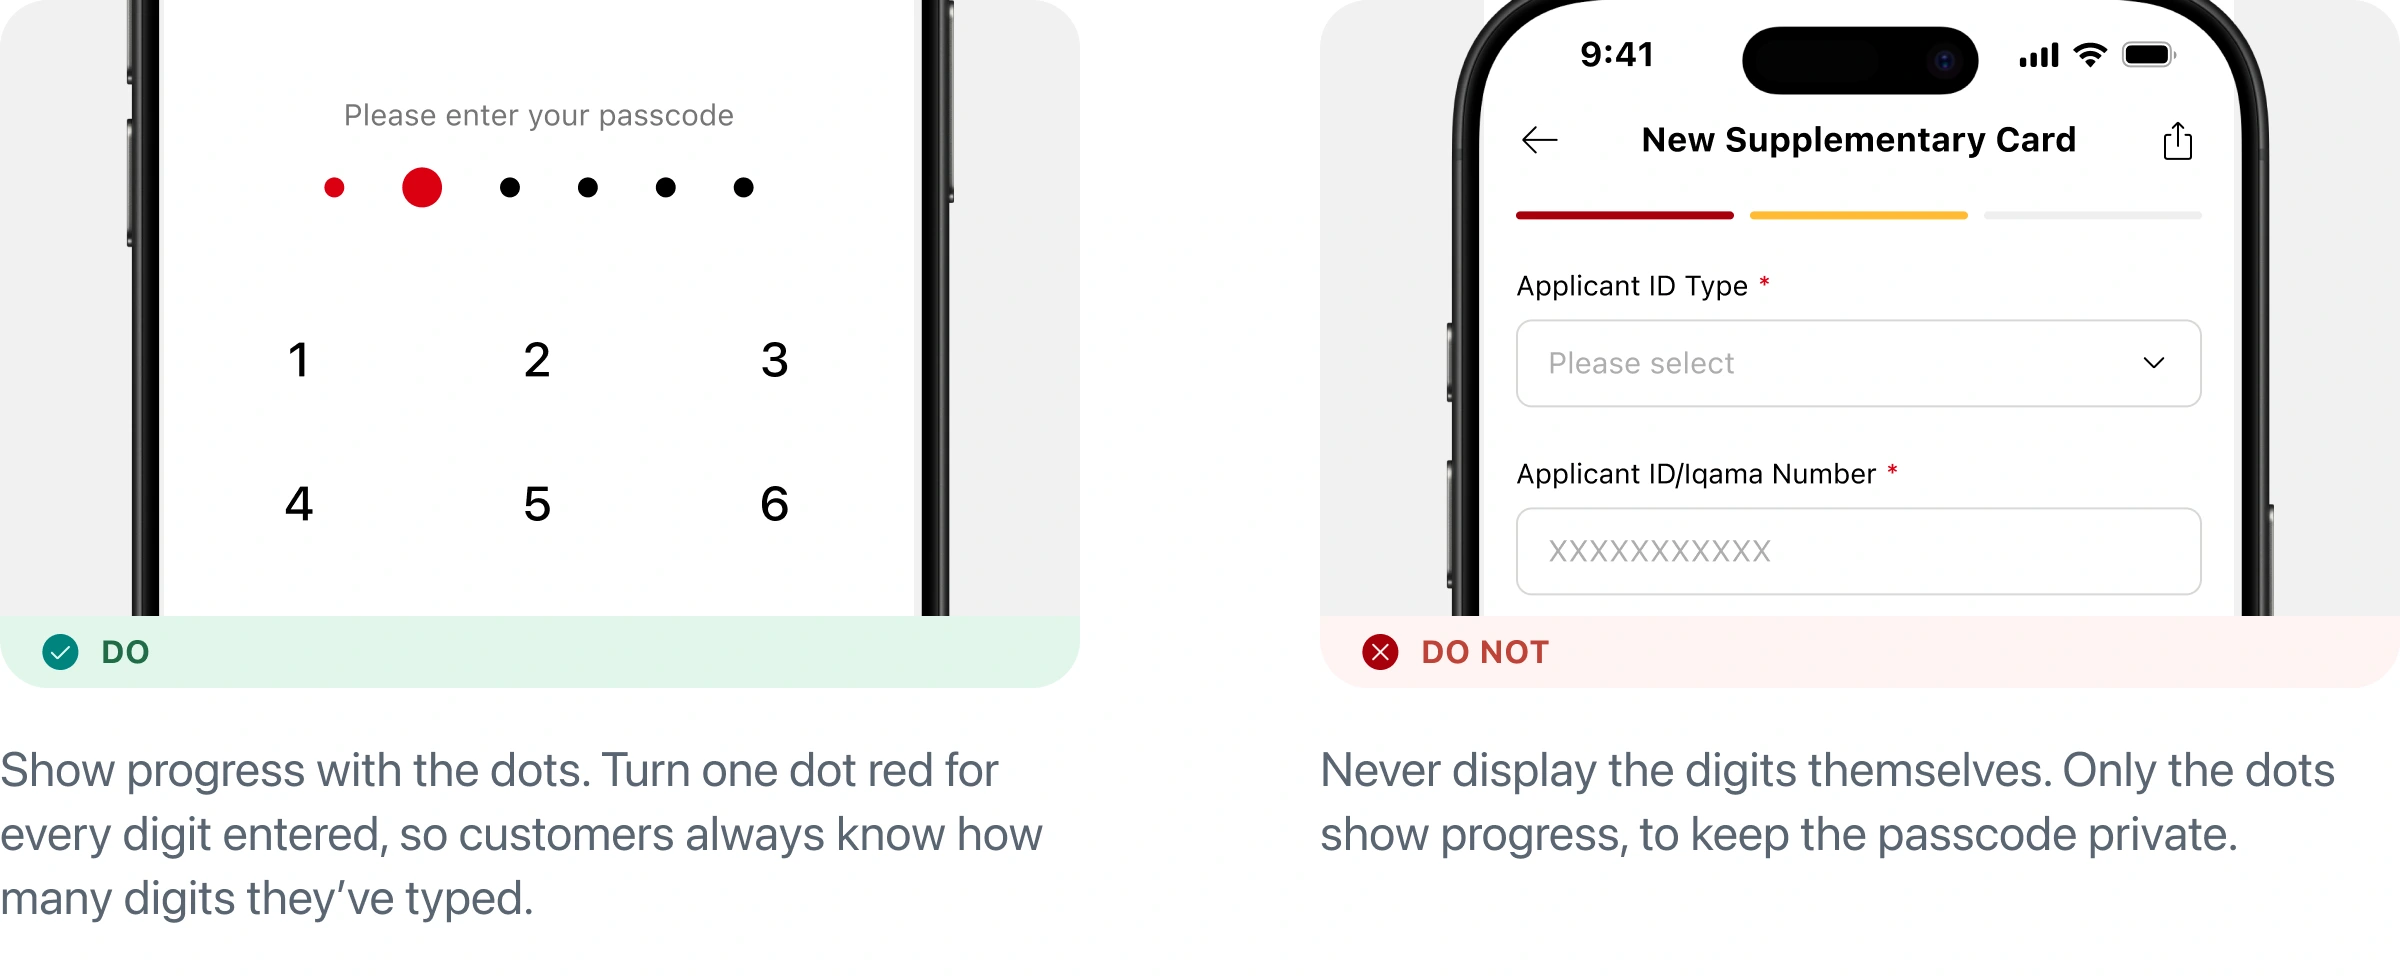 Please enter your passcode
1 2 3
4 5 6
DO
Show progress with the dots. Turn one dot red for
every digit entered, so customers always know how
many digits they’ve typed.
9:41
New Supplementary Card
Applicant ID Type *
Please select
Applicant ID/Iqama Number *
XXXXXXXXXXX
DO NOT
Never display the digits themselves. Only the dots
show progress, to keep the passcode private.